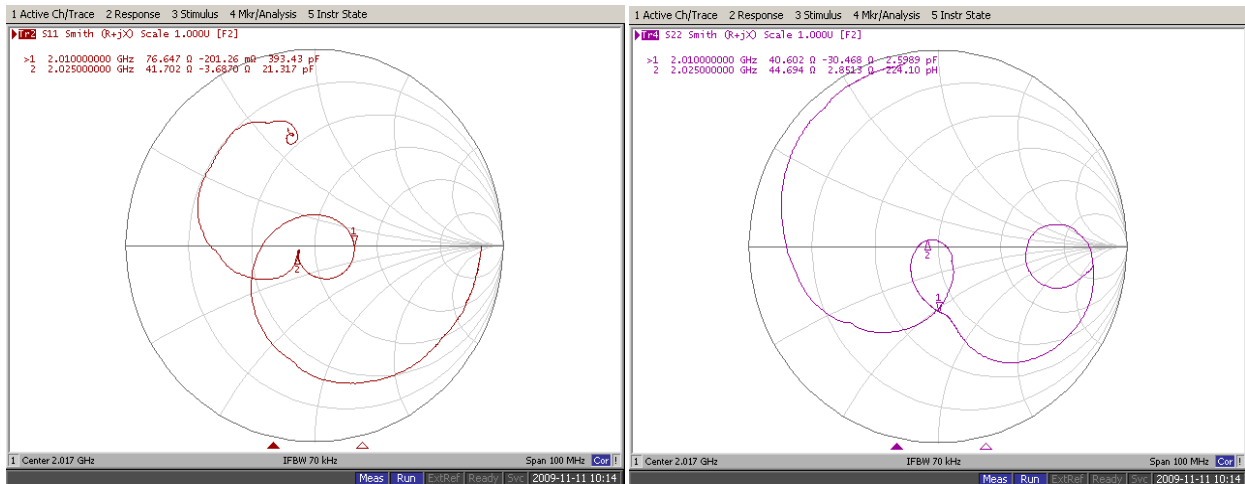 1 Active Ch/Trace 2 Response 3 Stimulus 4 Mkr/Analysis 5 Instr State
Tr2 S11 Smith (R+jX) Scale 1.000U [F2]
>1 2.010000000 GHz 76.647 Ω -201.26 mΩ 393.43 pF
2 2.025000000 GHz 41.702 Ω -3.6870 Ω 21.317 pF
1
2
1 Center 2.017 GHz IFBW 70 kHz Span 100 MHz Cor !
Meas Run ExtRef Ready Svc 2009-11-11 10:14
1 Active Ch/Trace 2 Response 3 Stimulus 4 Mkr/Analysis 5 Instr State
Tr4 S22 Smith (R+jX) Scale 1.000U [F2]
>1 2.010000000 GHz 40.602 Ω -30.468 Ω 2.5989 pF
2 2.025000000 GHz 44.694 Ω 2.8513 Ω 224.10 pH
2
1
1 Center 2.017 GHz IFBW 70 kHz Span 100 MHz Cor !
Meas Run ExtRef Ready Svc 2009-11-11 10:14